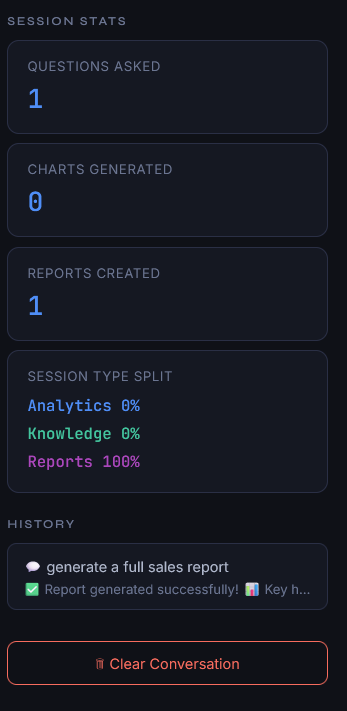 SESSION STATS
QUESTIONS ASKED
1
CHARTS GENERATED
0
REPORTS CREATED
1
SESSION TYPE SPLIT
Analytics 0%
Knowledge 0%
Reports 100%
HISTORY
💬 generate a full sales report
✅ Report generated successfully! 📊 Key h...
🗑 Clear Conversation